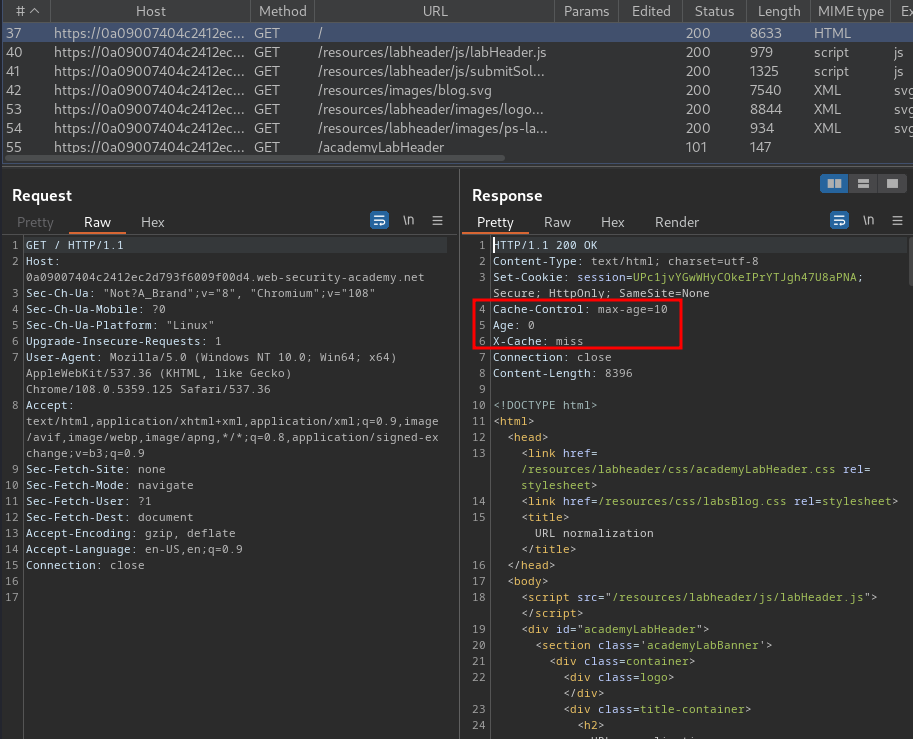 # Host Method URL Params Edited Status Length MIME type Ex
37 https://0a09007404c2412ec... GET / 200 8633 HTML
40 https://0a09007404c2412ec... GET /resources/labheader/js/labHeader.js 200 979 script js
41 https://0a09007404c2412ec... GET /resources/labheader/js/submitSol... 200 1325 script js
42 https://0a09007404c2412ec... GET /resources/images/blog.svg 200 7540 XML svg
53 https://0a09007404c2412ec... GET /resources/labheader/images/logo... 200 8844 XML svg
54 https://0a09007404c2412ec... GET /resources/labheader/images/ps-la... 200 934 XML svg
55 https://0a09007404c2412ec... GET /academyLabHeader 101 147
Request
Pretty Raw Hex \n
1 GET / HTTP/1.1
2 Host:
0a09007404c2412ec2d793f6009f00d4.web-security-academy.net
3 Sec-Ch-Ua: "Not?A_Brand";v="8", "Chromium";v="108"
4 Sec-Ch-Ua-Mobile: ?0
5 Sec-Ch-Ua-Platform: "Linux"
6 Upgrade-Insecure-Requests: 1
7 User-Agent: Mozilla/5.0 (Windows NT 10.0; Win64; x64)
AppleWebKit/537.36 (KHTML, like Gecko)
Chrome/108.0.5359.125 Safari/537.36
8 Accept:
text/html,application/xhtml+xml,application/xml;q=0.9,image
/avif,image/webp,image/apng,*/*;q=0.8,application/signed-ex
change;v=b3;q=0.9
9 Sec-Fetch-Site: none
10 Sec-Fetch-Mode: navigate
11 Sec-Fetch-User: ?1
12 Sec-Fetch-Dest: document
13 Accept-Encoding: gzip, deflate
14 Accept-Language: en-US,en;q=0.9
15 Connection: close
16
17
Response
Pretty Raw Hex Render \n
1 HTTP/1.1 200 OK
2 Content-Type: text/html; charset=utf-8
3 Set-Cookie: session=UPc1jvYGwWHyCOkeIPrYTJgh47U8aPNA;
Secure; HttpOnly; SameSite=None
4 Cache-Control: max-age=10
5 Age: 0
6 X-Cache: miss
7 Connection: close
8 Content-Length: 8396
9
10 <!DOCTYPE html>
11 <html>
12 <head>
13 <link href=
/resources/labheader/css/academyLabHeader.css rel=
stylesheet>
14 <link href=/resources/css/labsBlog.css rel=stylesheet>
15 <title>
URL normalization
</title>
16 </head>
17 <body>
18 <script src="/resources/labheader/js/labHeader.js">
</script>
19 <div id="academyLabHeader">
20 <section class='academyLabBanner'>
21 <div class=container>
22 <div class=logo>
</div>
23 <div class=title-container>
24 <h2>